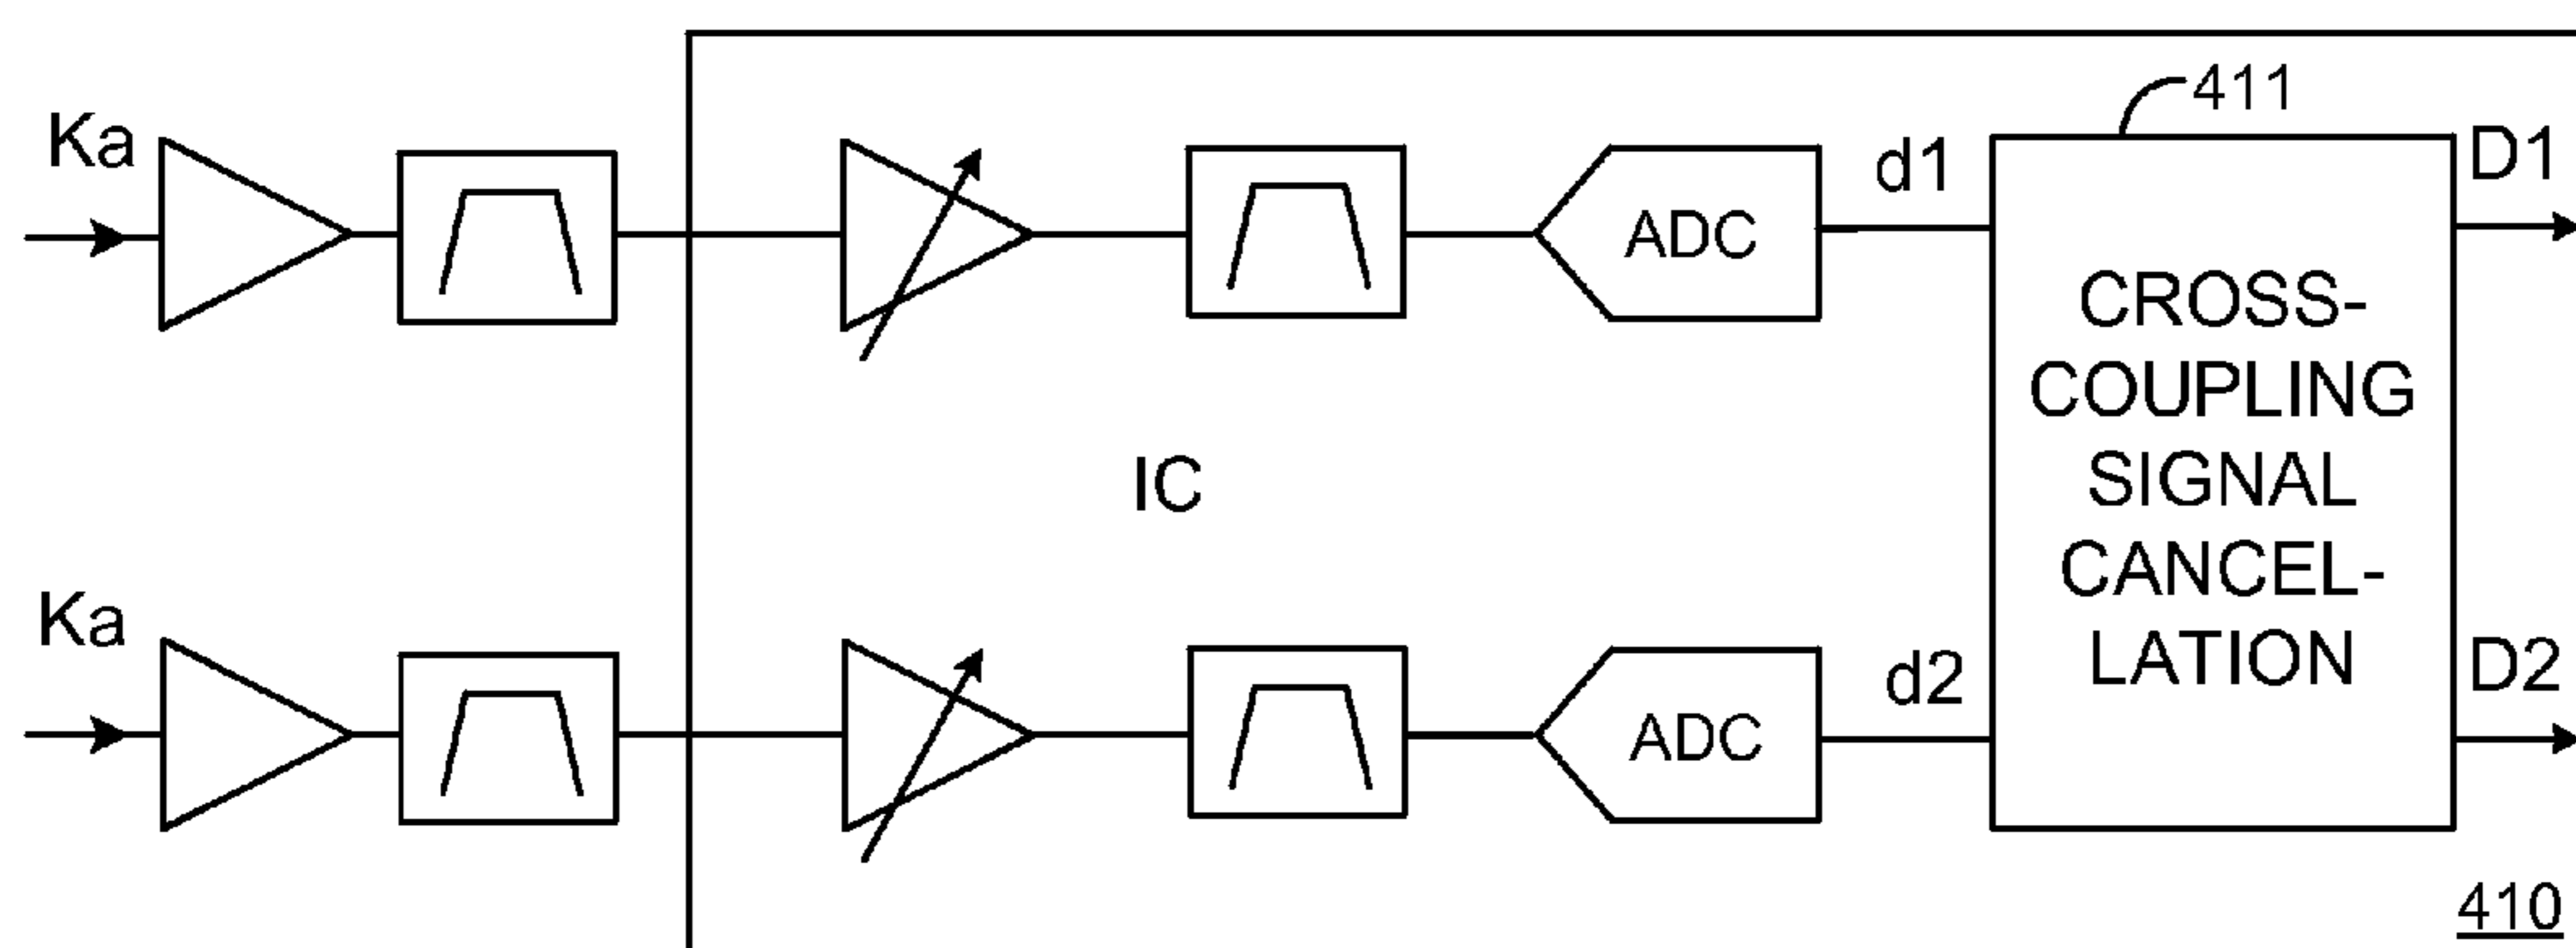 411
Ka
d1
D1
ADC
CROSS-
COUPLING
SIGNAL
CANCEL-
LATION
IC
Ka
d2
D2
ADC
410